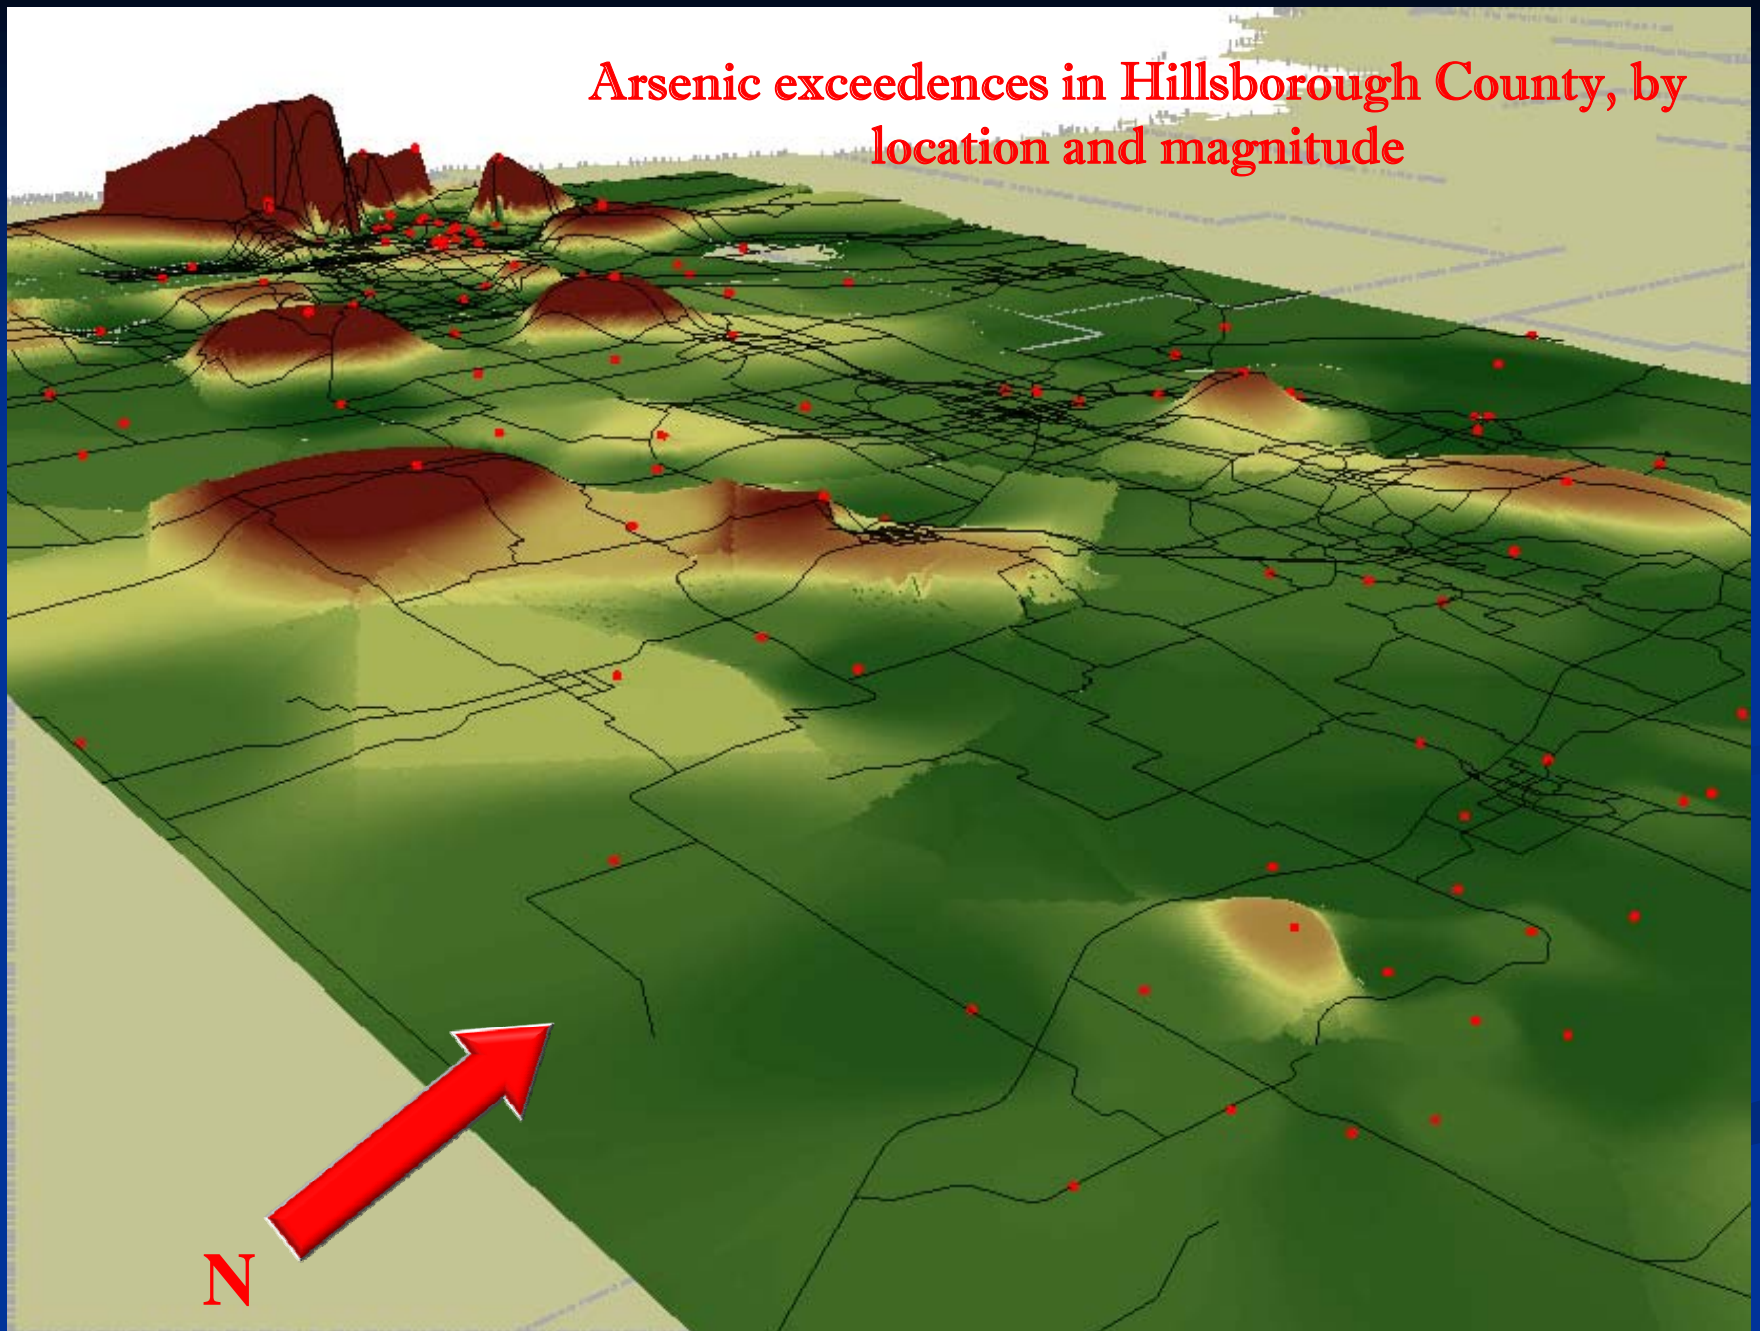 Arsenic exceedences in Hillsborough County, by
location and magnitude
N